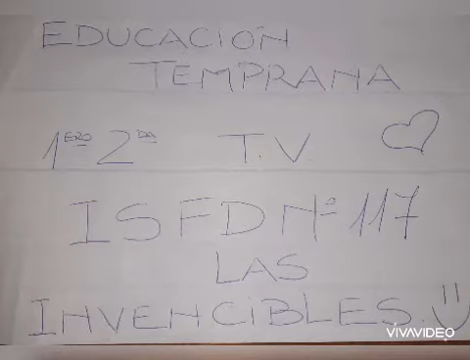 EDUCACIÓN
TEMPRANA
1ERO 2DA T.V.
ISFD Nº 117
LAS
INVENCIBLES.
VIVAVIDEO